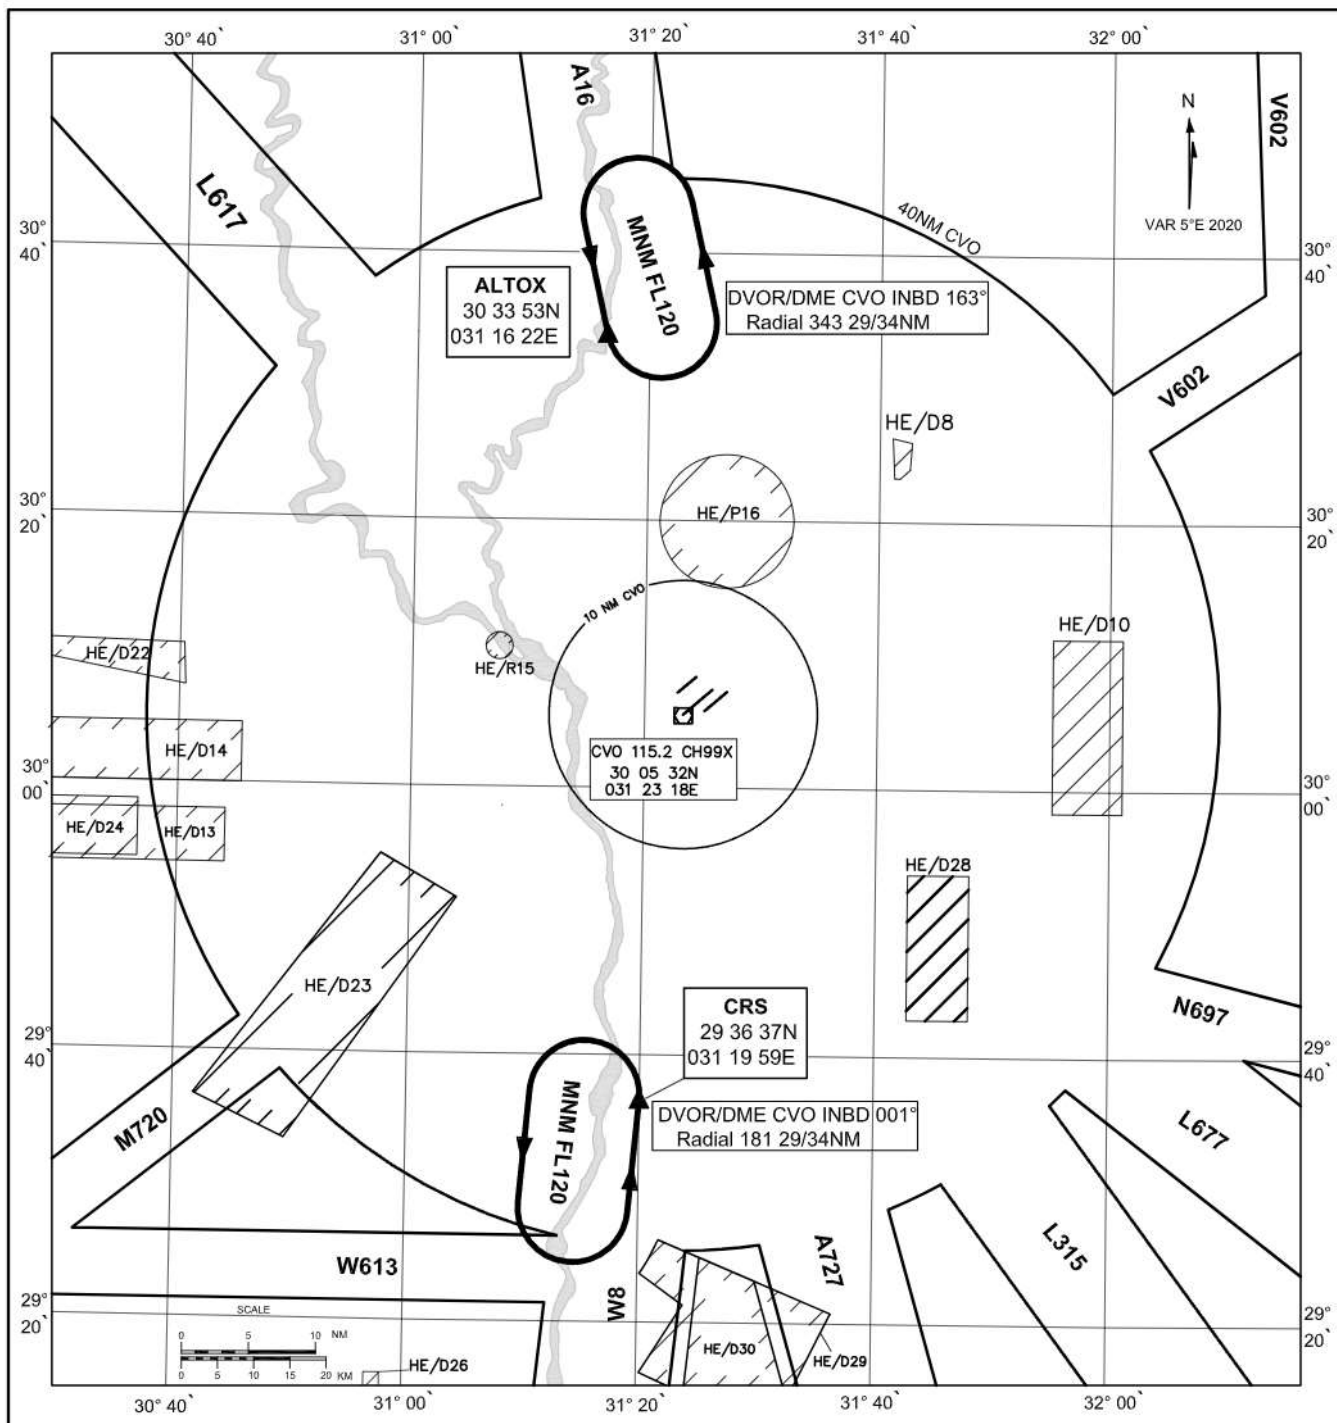 30° 40`
31° 00`
31° 20`
31° 40`
32° 00`
A16
V602
N
VAR 5°E 2020
L617
40NM CVO
30°
40`
30°
40`
MNM FL120
ALTOX
30 33 53N
031 16 22E
DVOR/DME CVO INBD 163°
Radial 343 29/34NM
V602
HE/D8
30°
20`
HE/P16
30°
20`
10 NM CVO
HE/D10
HE/D22
HE/R15
HE/D14
CVO 115.2 CH99X
30 05 32N
031 23 18E
30°
00`
30°
00`
HE/D24
HE/D13
HE/D28
HE/D23
CRS
29 36 37N
031 19 59E
N697
29°
40`
29°
40`
MNM FL120
DVOR/DME CVO INBD 001°
Radial 181 29/34NM
M720
L677
L315
A727
W613
W8
29°
20`
29°
20`
SCALE
0 5 10 NM
0 5 10 15 20 KM
HE/D30
HE/D29
HE/D26
30° 40`
31° 00`
31° 20`
31° 40`
32° 00`